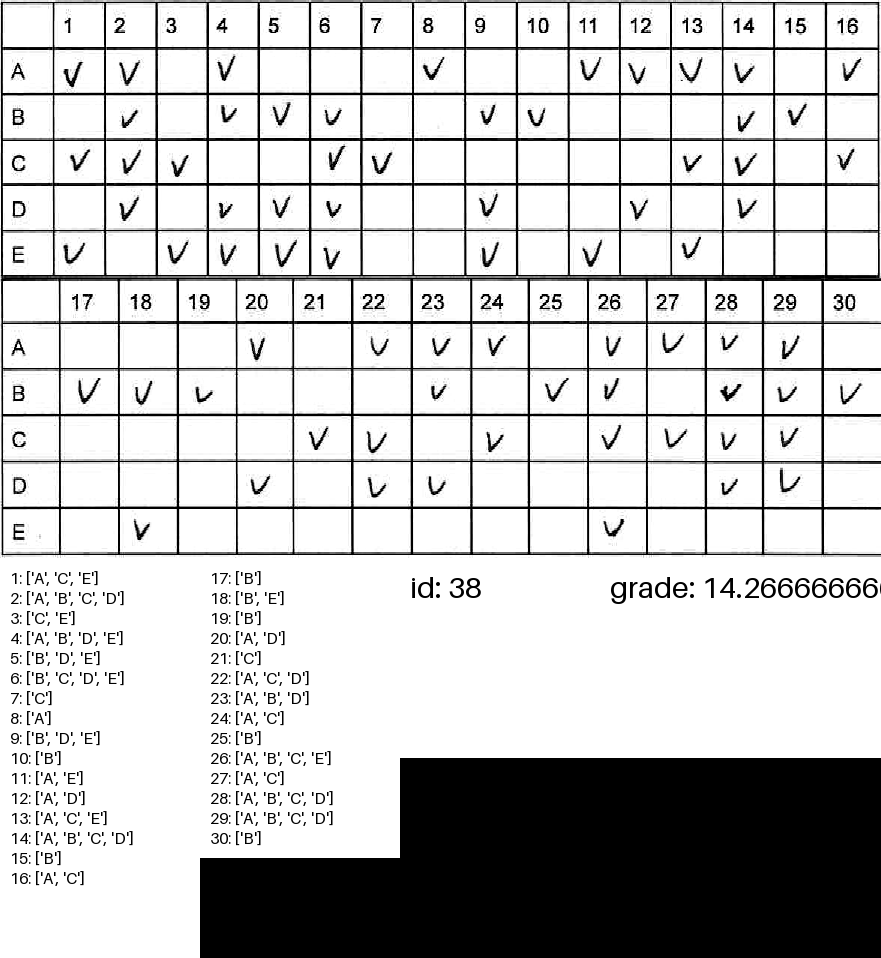 1 2 3 4 5 6 7 8 9 10 11 12 13 14 15 16
A V V V V V V V V V
B V V V V V V V V V
C V V V V V V V V
D V V V V V V V
E V V V V V V V V V
17 18 19 20 21 22 23 24 25 26 27 28 29 30
A V V V V V V V V
B V V V V V V V V V
C V V V V V V V
D V V V V V
E V V
1: ['A', 'C', 'E'] 17: ['B'] id: 38 grade: 14.266666666
2: ['A', 'B', 'C', 'D'] 18: ['B', 'E']
3: ['C', 'E'] 19: ['B']
4: ['A', 'B', 'D', 'E'] 20: ['A', 'D']
5: ['B', 'D', 'E'] 21: ['C']
6: ['B', 'C', 'D', 'E'] 22: ['A', 'C', 'D']
7: ['C'] 23: ['A', 'B', 'D']
8: ['A'] 24: ['A', 'C']
9: ['B', 'D', 'E'] 25: ['B']
10: ['B'] 26: ['A', 'B', 'C', 'E']
11: ['A', 'E'] 27: ['A', 'C']
12: ['A', 'D'] 28: ['A', 'B', 'C', 'D']
13: ['A', 'C', 'E'] 29: ['A', 'B', 'C', 'D']
14: ['A', 'B', 'C', 'D'] 30: ['B']
15: ['B']
16: ['A', 'C']